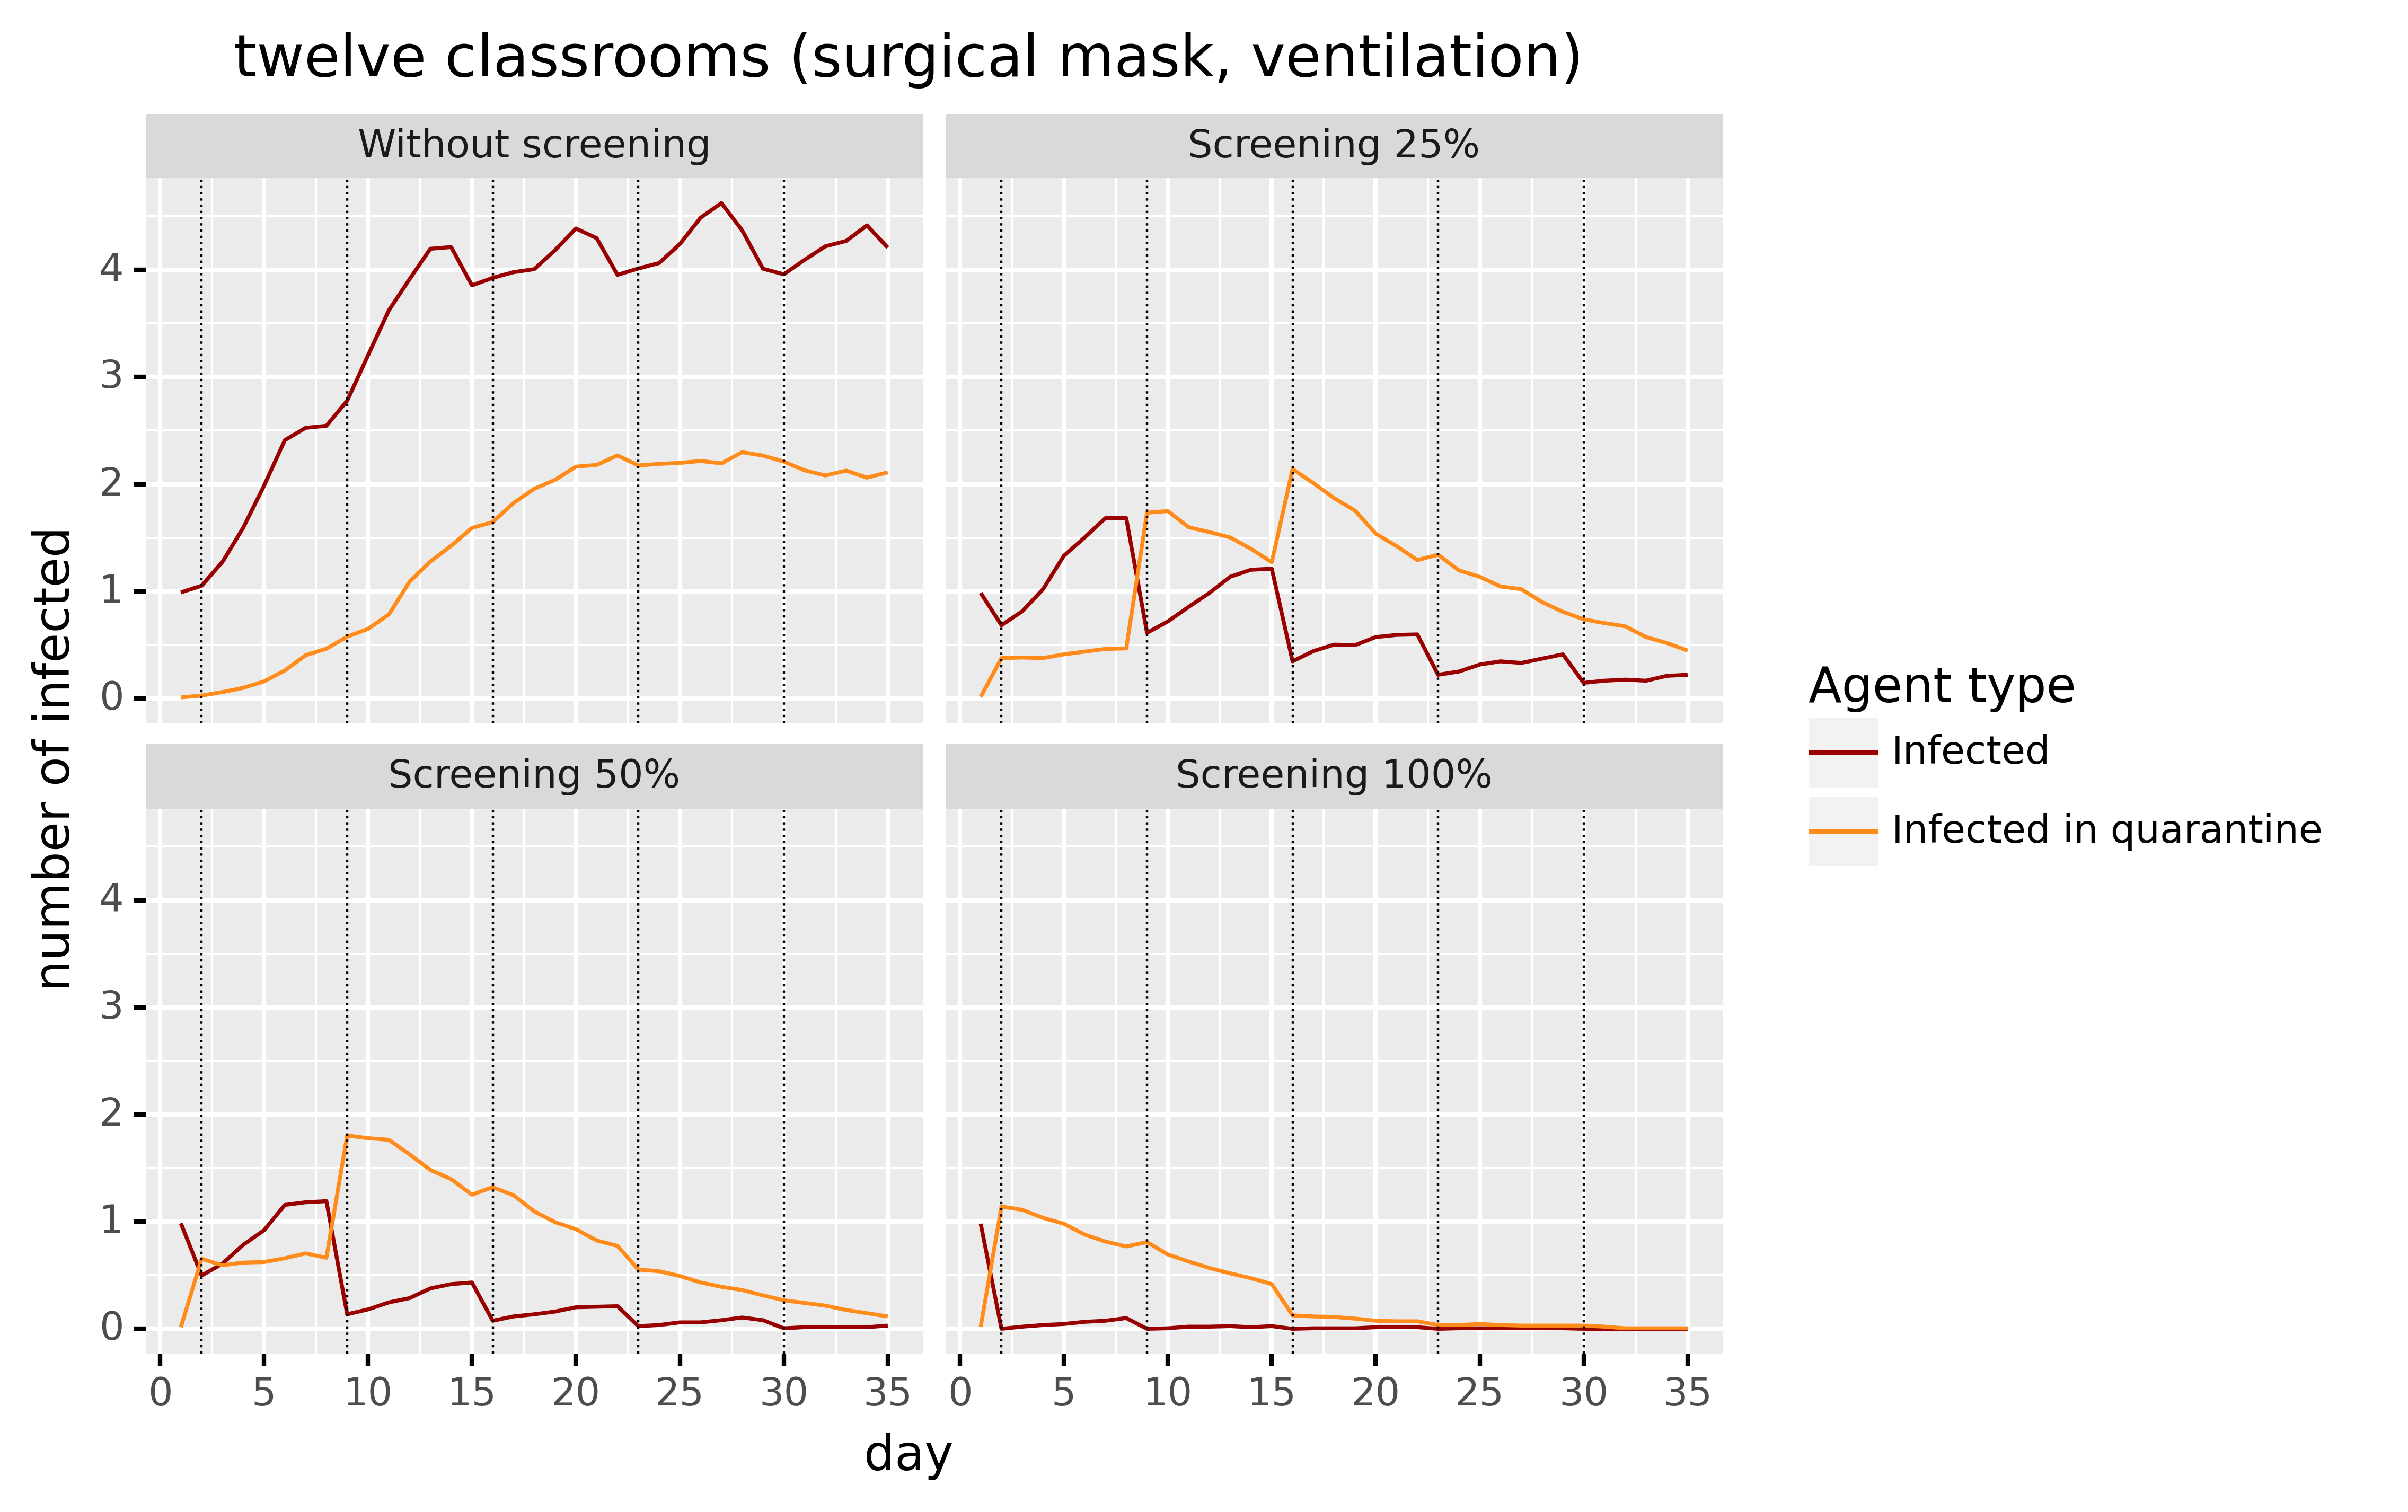 twelve classrooms (surgical mask, ventilation)
Without screening
Screening 25%
4
3
2
1
0
Screening 50%
Screening 100%
4
3
2
1
0
0 5 10 15 20 25 30 35
0 5 10 15 20 25 30 35
day
number of infected
Agent type
Infected
Infected in quarantine